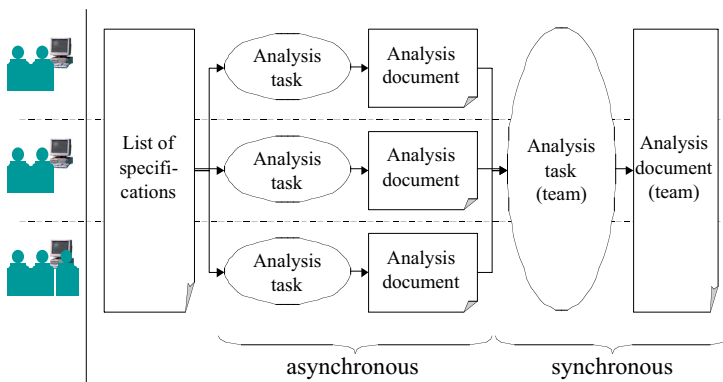 List of
specifi-
cations
Analysis
task
Analysis
document
Analysis
task
Analysis
document
Analysis
task
Analysis
document
Analysis
task
(team)
Analysis
document
(team)
asynchronous
synchronous